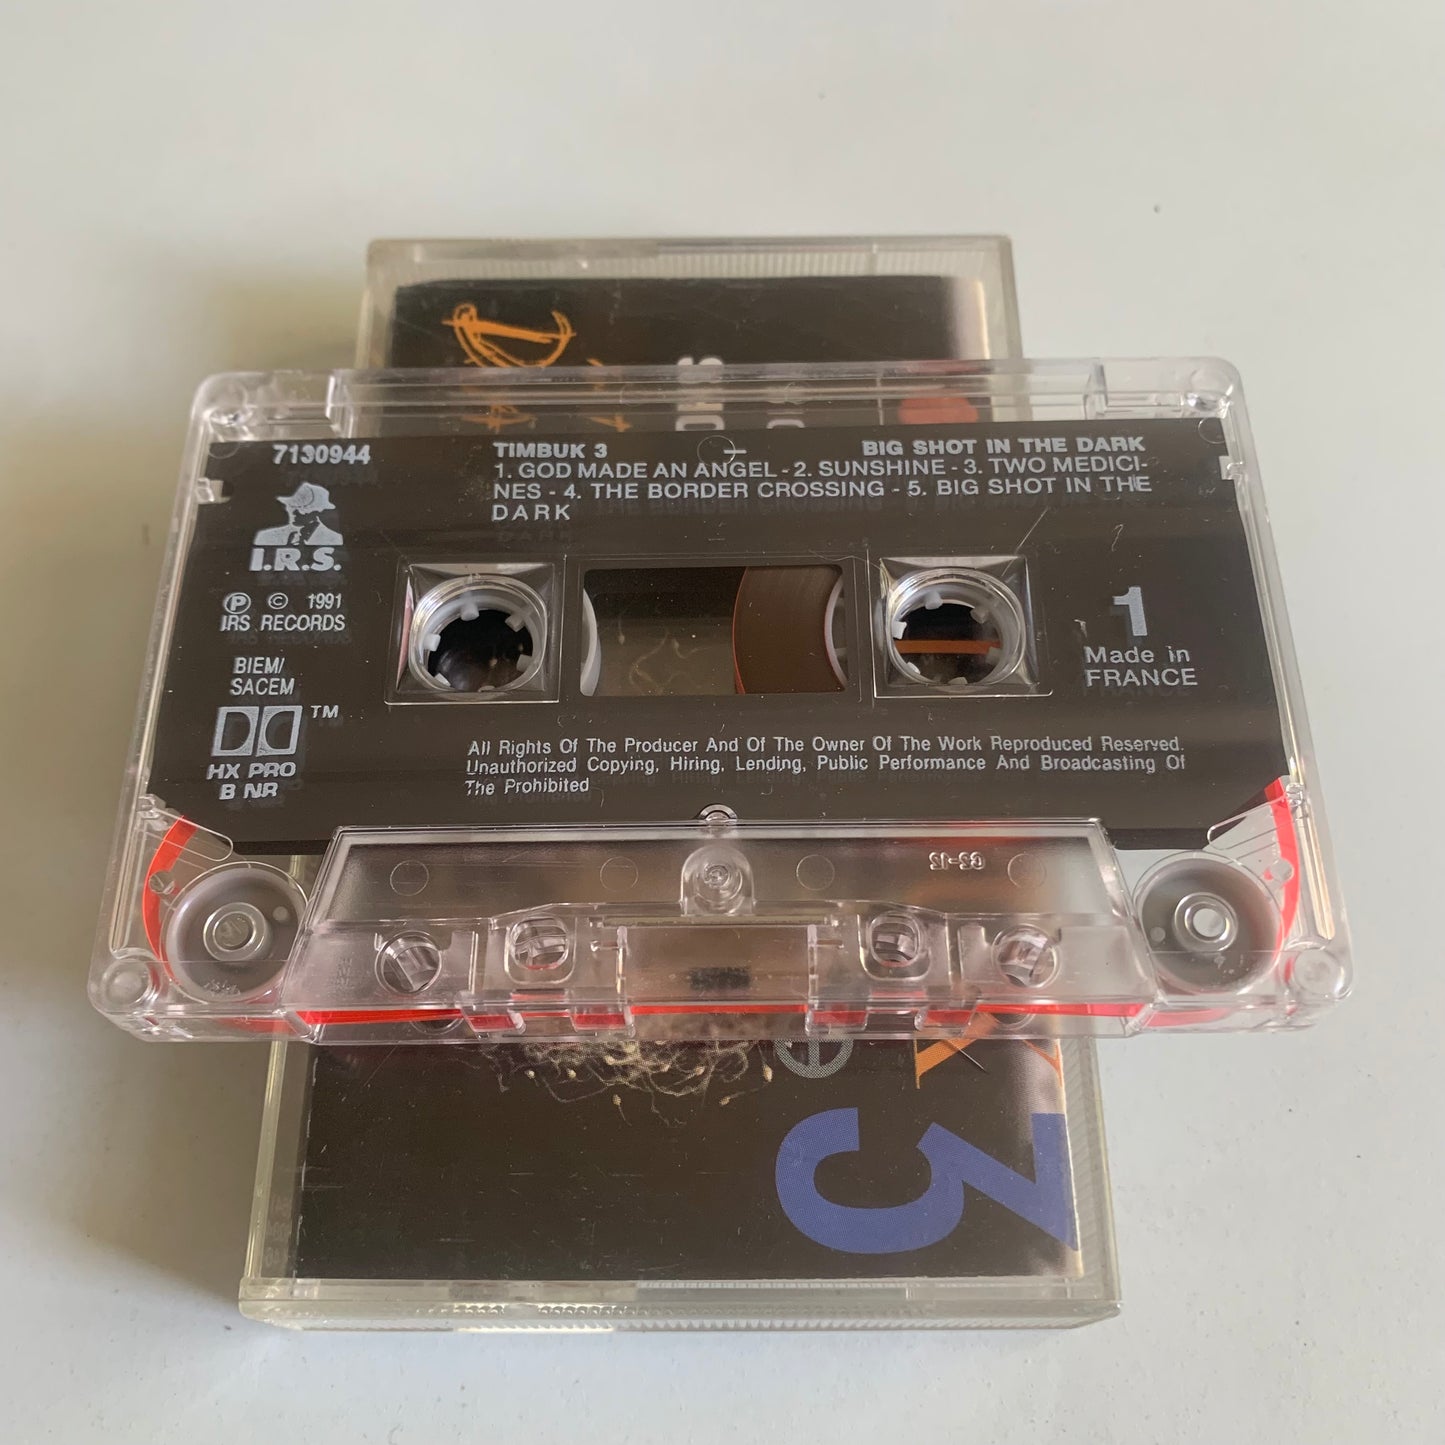 7130944
TIMBUK 3 – BIG SHOT IN THE DARK
1. GOD MADE AN ANGEL - 2. SUNSHINE - 3. TWO MEDICI-
NES - 4. THE BORDER CROSSING - 5. BIG SHOT IN THE
DARK
I.R.S.
Ⓟ © 1991
IRS RECORDS
BIEM/
SACEM
TM
HX PRO
B NR
1
Made in
FRANCE
All Rights Of The Producer And Of The Owner Of The Work Reproduced Reserved.
Unauthorized Copying, Hiring, Lending, Public Performance And Broadcasting Of
The Prohibited
3